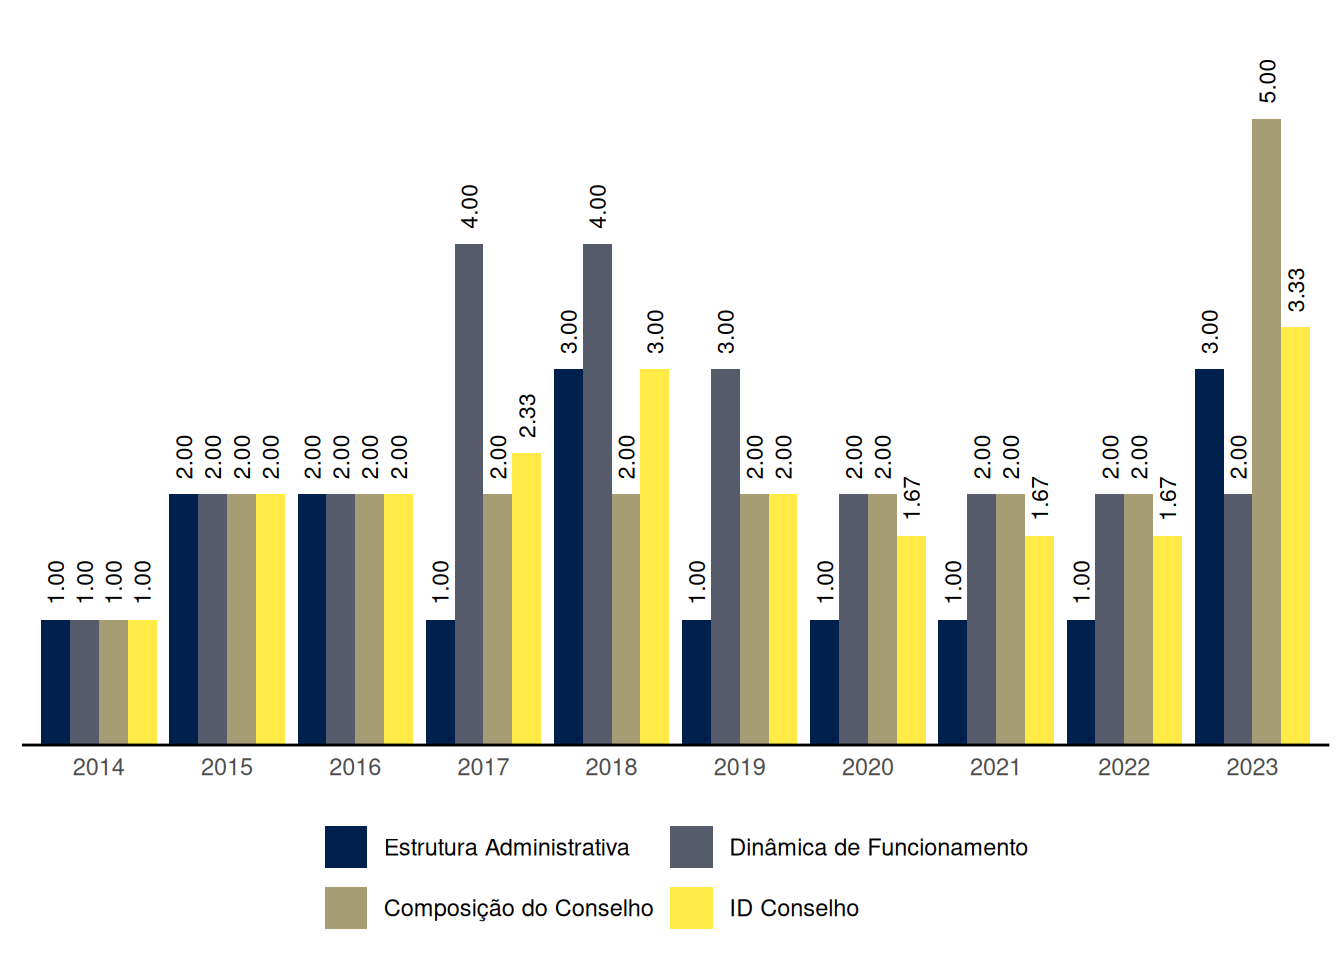 5.00
4.00 4.00
3.33
3.00 3.00 3.00 3.00
2.33
2.00 2.00 2.00 2.00 2.00 2.00 2.00 2.00 2.00 2.00 2.00 2.00 2.00 2.00 2.00 2.00 2.00 2.00 2.00
1.67 1.67 1.67
1.00 1.00 1.00 1.00 1.00 1.00 1.00 1.00 1.00
2014 2015 2016 2017 2018 2019 2020 2021 2022 2023
Estrutura Administrativa Dinâmica de Funcionamento
Composição do Conselho ID Conselho